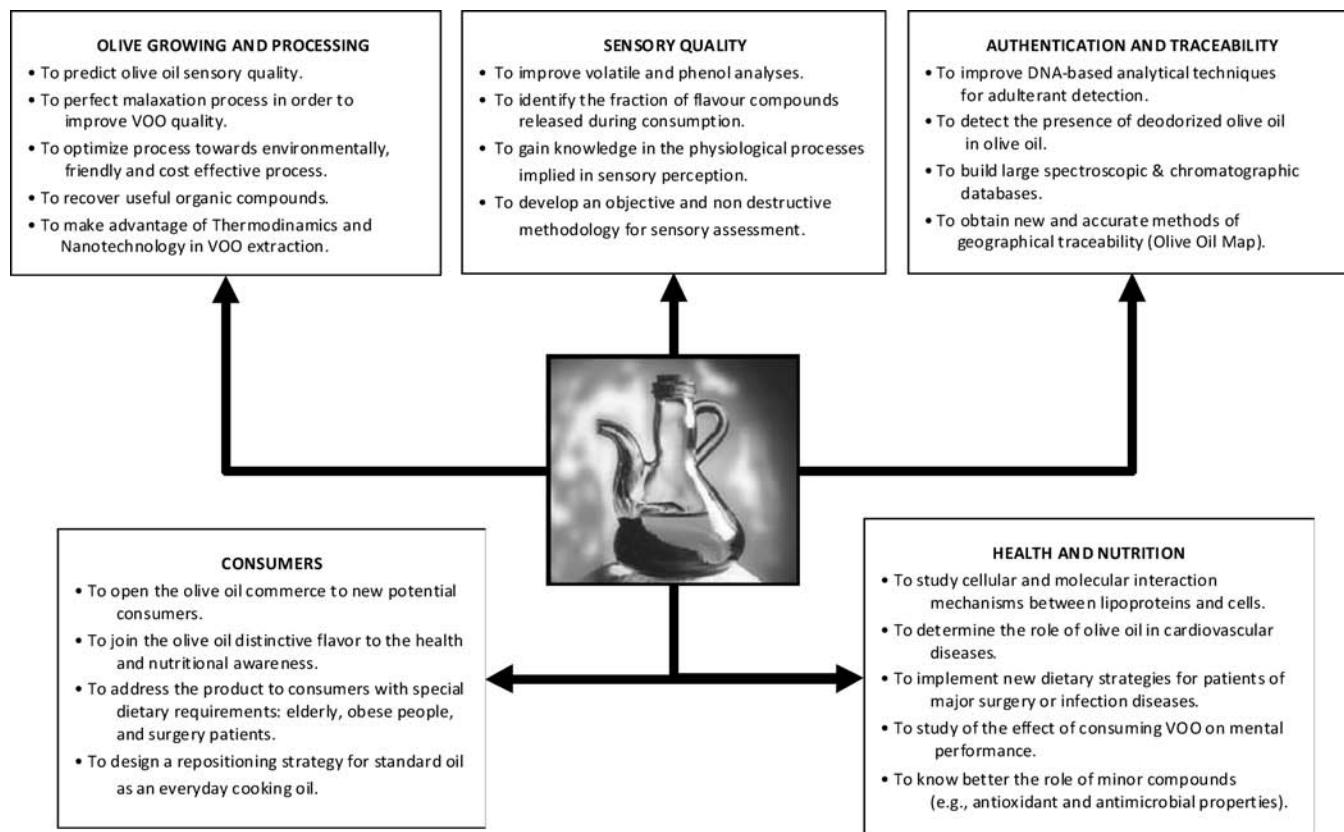 OLIVE GROWING AND PROCESSING
• To predict olive oil sensory quality.
• To perfect malaxation process in order to
improve VOO quality.
• To optimize process towards environmentally,
friendly and cost effective process.
• To recover useful organic compounds.
• To make advantage of Thermodinamics and
Nanotechnology in VOO extraction.
SENSORY QUALITY
• To improve volatile and phenol analyses.
• To identify the fraction of flavour compounds
released during consumption.
• To gain knowledge in the physiological processes
implied in sensory perception.
• To develop an objective and non destructive
methodology for sensory assessment.
AUTHENTICATION AND TRACEABILITY
• To improve DNA-based analytical techniques
for adulterant detection.
• To detect the presence of deodorized olive oil
in olive oil.
• To build large spectroscopic & chromatographic
databases.
• To obtain new and accurate methods of
geographical traceability (Olive Oil Map).
CONSUMERS
• To open the olive oil commerce to new potential
consumers.
• To join the olive oil distinctive flavor to the health
and nutritional awareness.
• To address the product to consumers with special
dietary requirements: elderly, obese people,
and surgery patients.
• To design a repositioning strategy for standard oil
as an everyday cooking oil.
HEALTH AND NUTRITION
• To study cellular and molecular interaction
mechanisms between lipoproteins and cells.
• To determine the role of olive oil in cardiovascular
diseases.
• To implement new dietary strategies for patients of
major surgery or infection diseases.
• To study of the effect of consuming VOO on mental
performance.
• To know better the role of minor compounds
(e.g., antioxidant and antimicrobial properties).